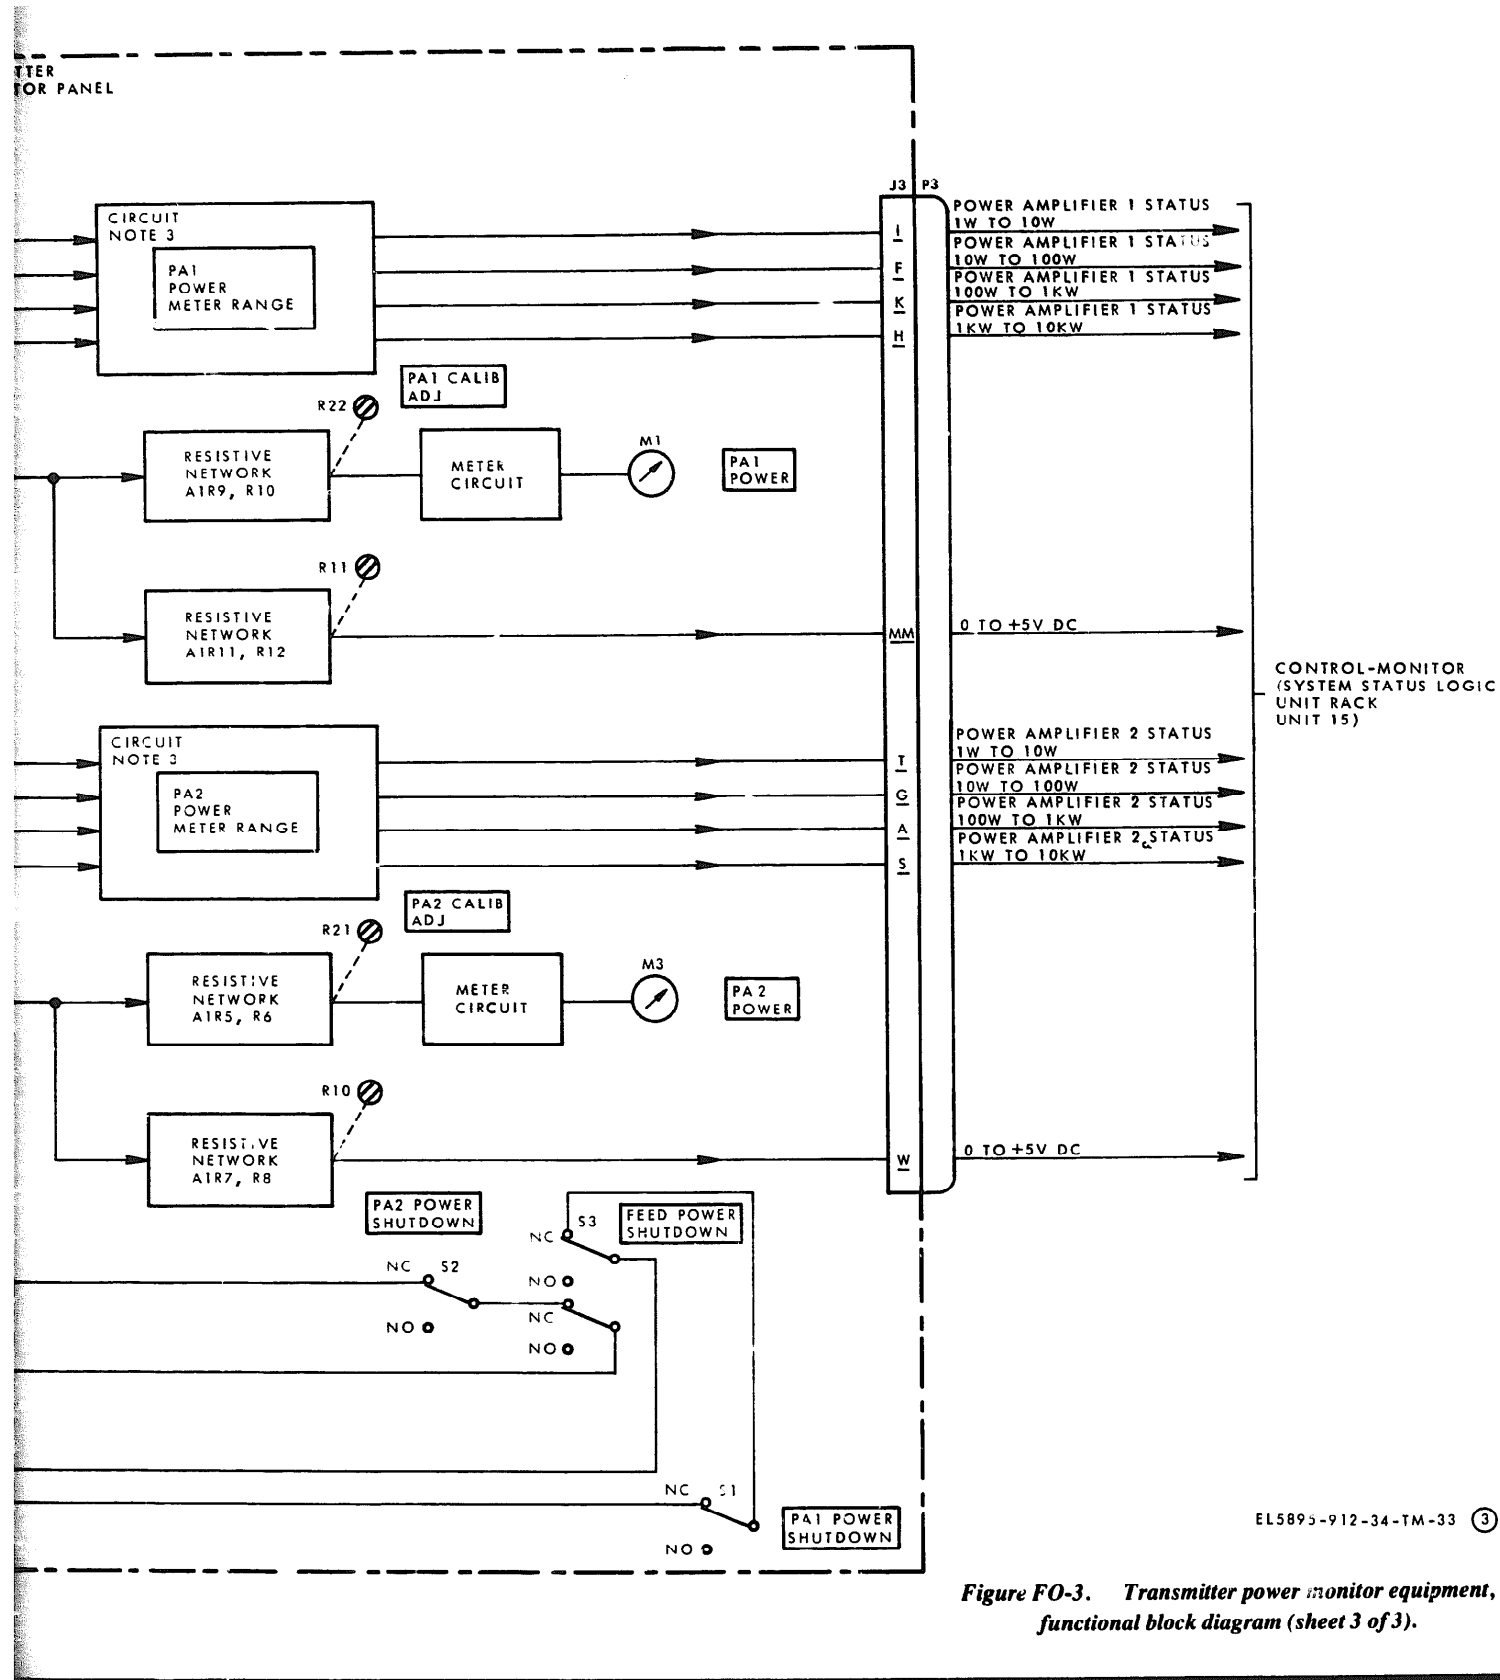 TTER
TOR PANEL
J3 P3
CIRCUIT
NOTE 3
PA1
POWER
METER RANGE
I
F
K
H
POWER AMPLIFIER 1 STATUS
1W TO 10W
POWER AMPLIFIER 1 STATUS
10W TO 100W
POWER AMPLIFIER 1 STATUS
100W TO 1KW
POWER AMPLIFIER 1 STATUS
1KW TO 10KW
PA1 CALIB
ADJ
R22
RESISTIVE
NETWORK
A1R9, R10
METER
CIRCUIT
M1
PA1
POWER
R11
RESISTIVE
NETWORK
A1R11, R12
MM
0 TO +5V DC
CONTROL-MONITOR
(SYSTEM STATUS LOGIC
UNIT RACK
UNIT 15)
CIRCUIT
NOTE 3
PA2
POWER
METER RANGE
T
G
A
S
POWER AMPLIFIER 2 STATUS
1W TO 10W
POWER AMPLIFIER 2 STATUS
10W TO 100W
POWER AMPLIFIER 2 STATUS
100W TO 1KW
POWER AMPLIFIER 2 STATUS
1KW TO 10KW
PA2 CALIB
ADJ
R21
RESISTIVE
NETWORK
A1R5, R6
METER
CIRCUIT
M3
PA2
POWER
R10
RESISTIVE
NETWORK
A1R7, R8
W
0 TO +5V DC
PA2 POWER
SHUTDOWN
S3
FEED POWER
SHUTDOWN
NC
NC S2
NO
NC
NO
NO
NC S1
PA1 POWER
SHUTDOWN
NO
EL5895-912-34-TM-33 3
Figure FO-3. Transmitter power monitor equipment,
functional block diagram (sheet 3 of 3).